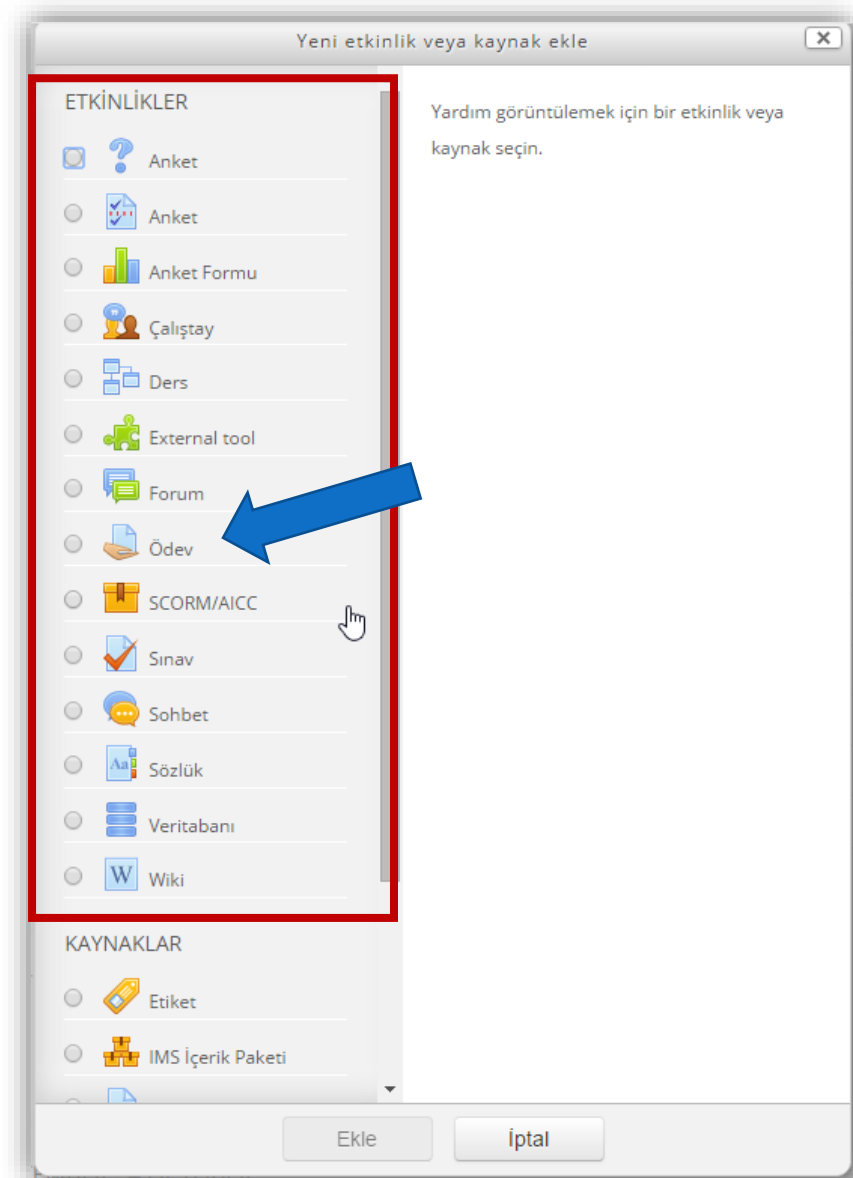 Yeni etkinlik veya kaynak ekle
ETKİNLİKLER
Anket
Anket
Anket Formu
Çalıştay
Ders
External tool
Forum
Ödev
SCORM/AICC
Sınav
Sohbet
Aa
Sözlük
Veritabanı
W
Wiki
KAYNAKLAR
Etiket
IMS İçerik Paketi
Yardım görüntülemek için bir etkinlik veya
kaynak seçin.
Ekle
İptal